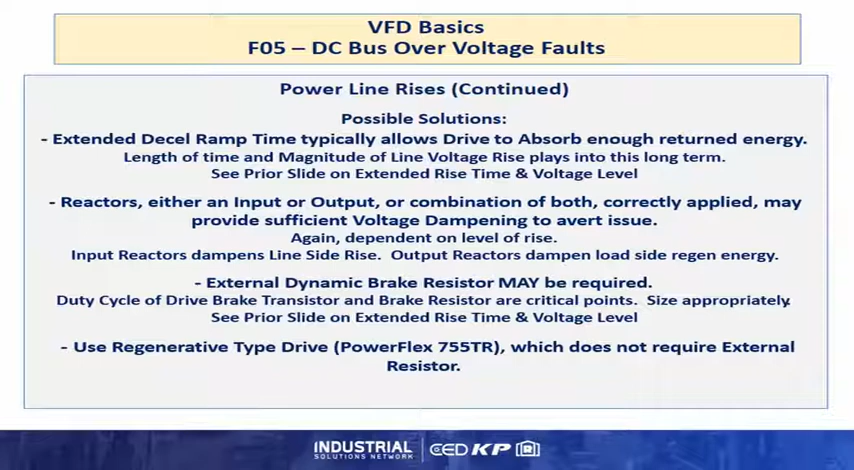 VFD Basics
F05 – DC Bus Over Voltage Faults
Power Line Rises (Continued)
Possible Solutions:
- Extended Decel Ramp Time typically allows Drive to Absorb enough returned energy.
Length of time and Magnitude of Line Voltage Rise plays into this long term.
See Prior Slide on Extended Rise Time & Voltage Level
- Reactors, either an Input or Output, or combination of both, correctly applied, may
provide sufficient Voltage Dampening to avert issue.
Again, dependent on level of rise.
Input Reactors dampens Line Side Rise.  Output Reactors dampen load side regen energy.
- External Dynamic Brake Resistor MAY be required.
Duty Cycle of Drive Brake Transistor and Brake Resistor are critical points.  Size appropriately.
See Prior Slide on Extended Rise Time & Voltage Level
- Use Regenerative Type Drive (PowerFlex 755TR), which does not require External
Resistor.
INDUSTRIAL
SOLUTIONS NETWORK
CED KP R